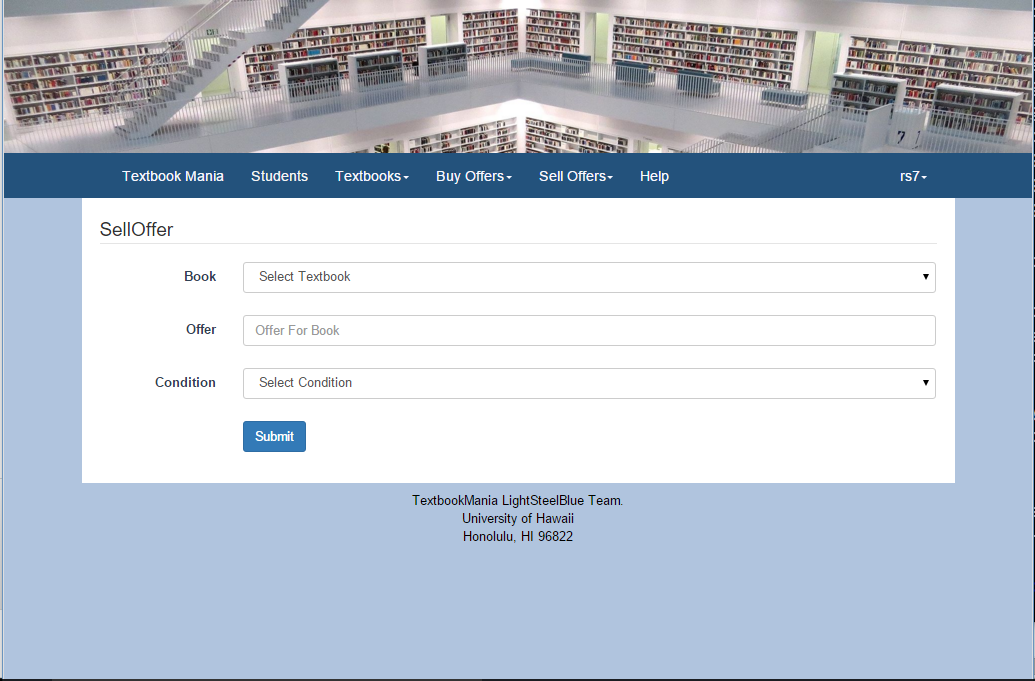 7
Textbook Mania Students Textbooks Buy Offers Sell Offers Help rs7
SellOffer
Book Select Textbook
Offer Offer For Book
Condition Select Condition
Submit
TextbookMania LightSteelBlue Team.
University of Hawaii
Honolulu, HI 96822